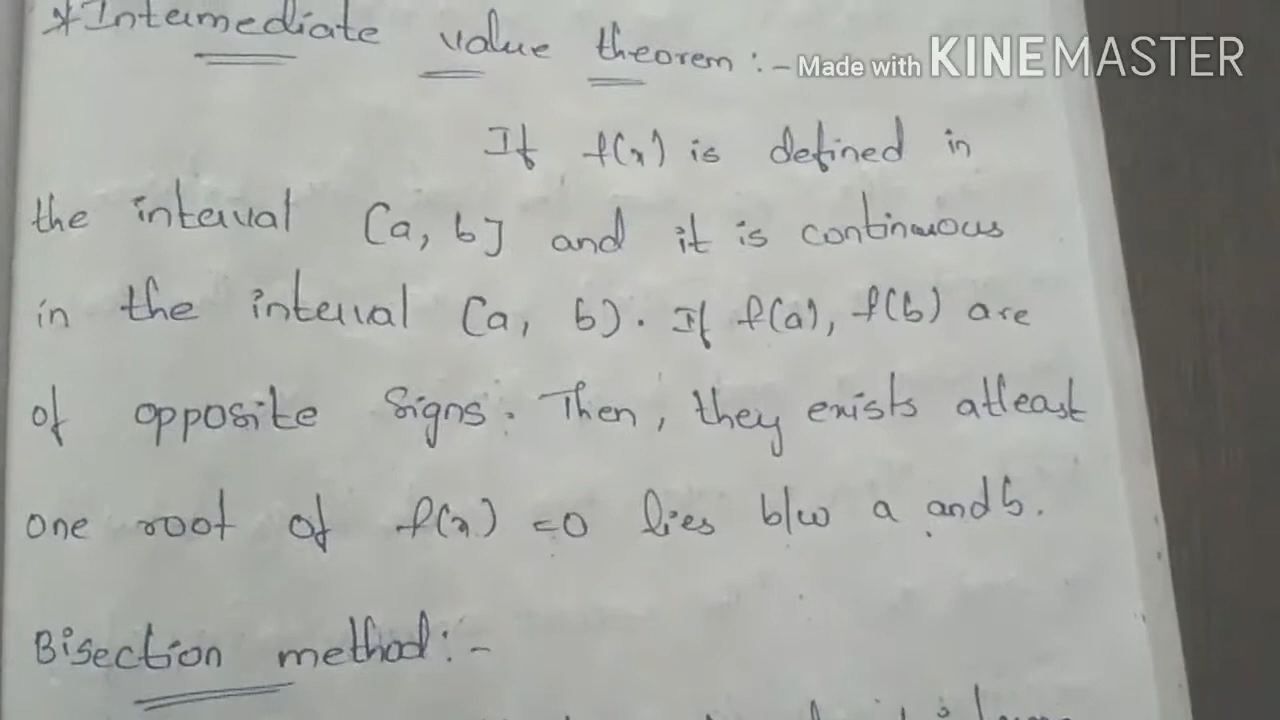 *Intermediate value theorem :-
Made with KINEMASTER
If f(x) is defined in
the interval [a, b] and it is continuous
in the interval (a, b). If f(a), f(b) are
of opposite signs. Then, they exists atleast
one root of f(x) =0 lies b/w a and b.
Bisection method:-